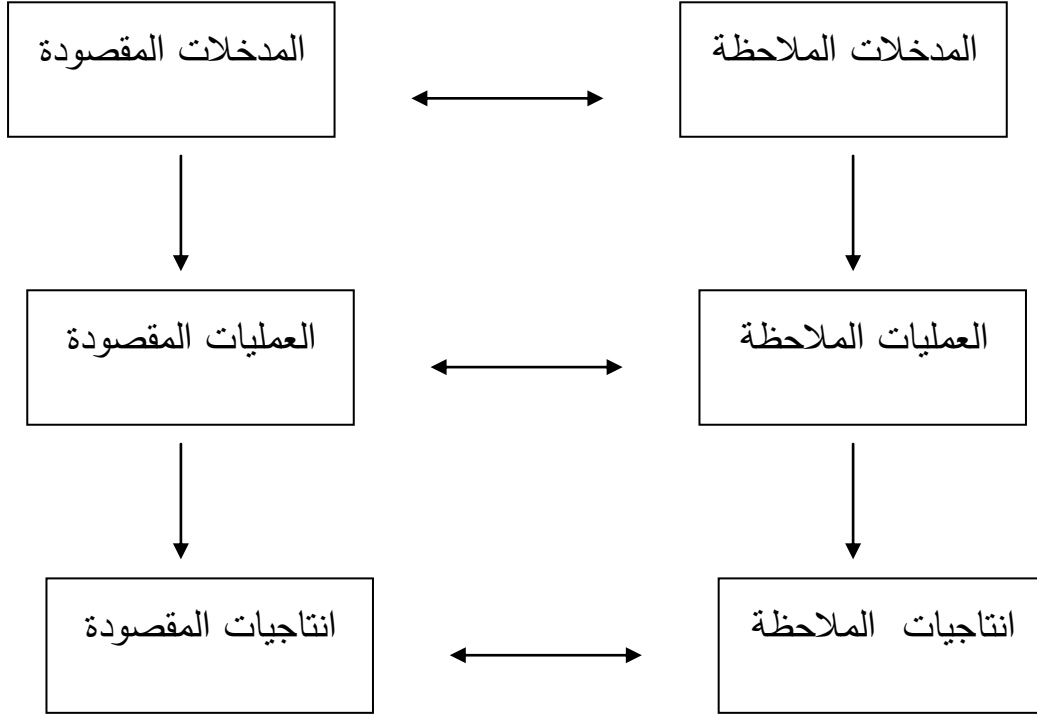 المدخلات الملاحظة
المدخلات المقصودة
العمليات الملاحظة
العمليات المقصودة
انتاجيات الملاحظة
انتاجيات المقصودة